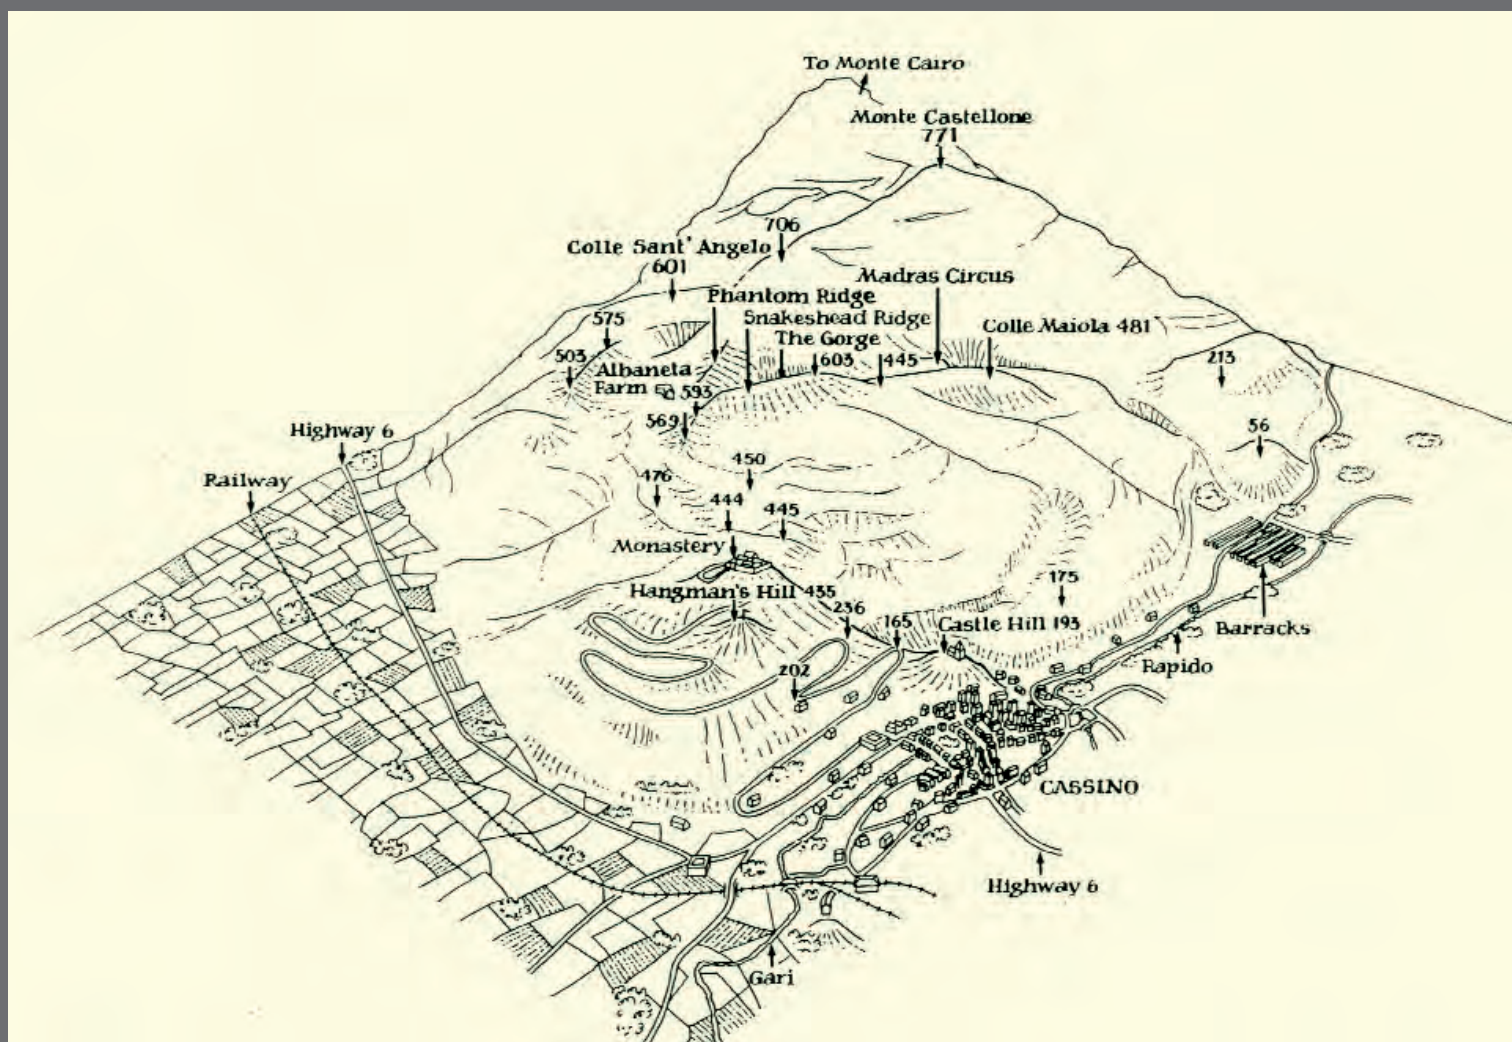 To Monte Cairo
Monte Castellone
771
706
Colle Sant' Angelo
601
Madras Circus
Phantom Ridge
Snakeshead Ridge
Colle Maiola 481
The Gorge
575
603
445
213
503
Albaneta
Farm
593
569
56
Highway 6
450
Railway
476
444
445
Monastery
175
Hangman's Hill 435
236
165
Castle Hill 193
Barracks
Rapido
202
CASSINO
Highway 6
Gari